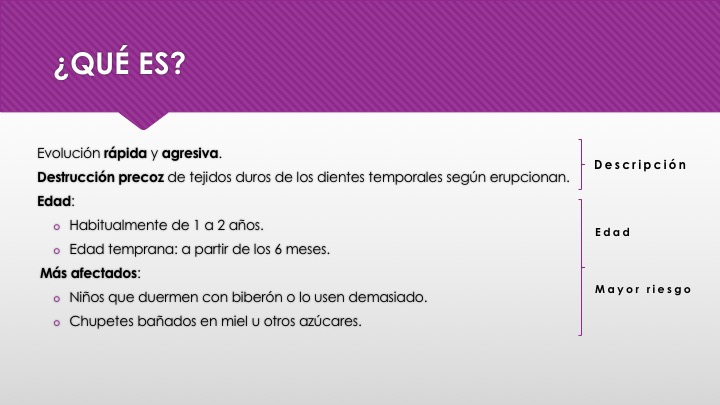 ¿QUÉ ES?
Evolución rápida y agresiva.
Destrucción precoz de tejidos duros de los dientes temporales según erupcionan.
Edad:
Habitualmente de 1 a 2 años.
Edad temprana: a partir de los 6 meses.
Más afectados:
Niños que duermen con biberón o lo usen demasiado.
Chupetes bañados en miel u otros azúcares.
Descripción
Edad
Mayor riesgo